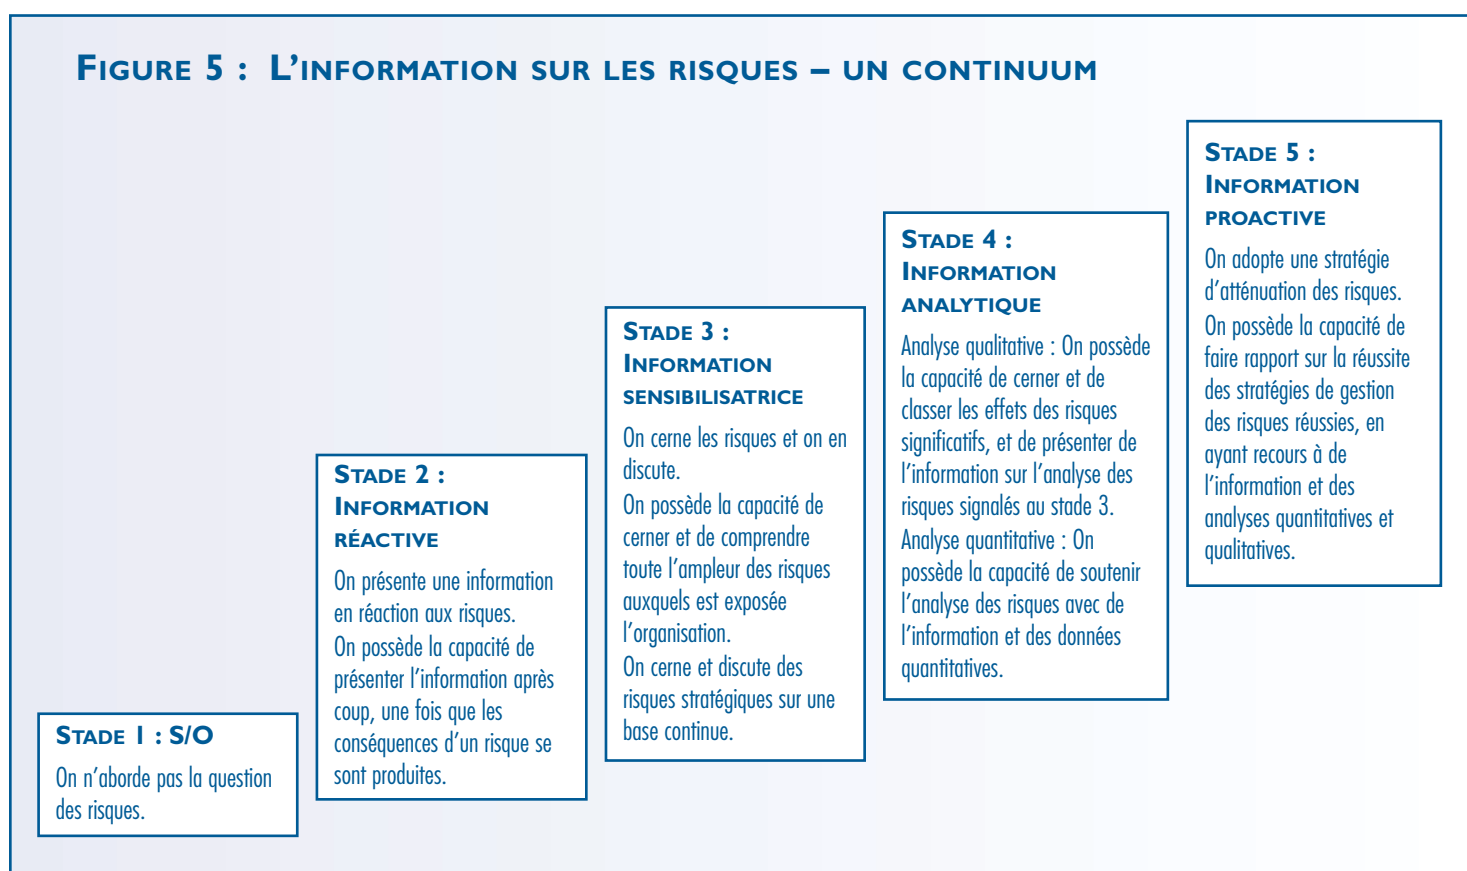 FIGURE 5 : L’INFORMATION SUR LES RISQUES – UN CONTINUUM
STADE 1 : S/O
On n’aborde pas la question
des risques.
STADE 2 :
INFORMATION
RÉACTIVE
On présente une information
en réaction aux risques.
On possède la capacité de
présenter l’information après
coup, une fois que les
conséquences d’un risque se
sont produites.
STADE 3 :
INFORMATION
SENSIBILISATRICE
On cerne les risques et on en
discute.
On possède la capacité de
cerner et de comprendre
toute l’ampleur des risques
auxquels est exposée
l’organisation.
On cerne et discute des
risques stratégiques sur une
base continue.
STADE 4 :
INFORMATION
ANALYTIQUE
Analyse qualitative : On possède
la capacité de cerner et de
classer les effets des risques
significatifs, et de présenter de
l’information sur l’analyse des
risques signalés au stade 3.
Analyse quantitative : On
possède la capacité de soutenir
l’analyse des risques avec de
l’information et des données
quantitatives.
STADE 5 :
INFORMATION
PROACTIVE
On adopte une stratégie
d’atténuation des risques.
On possède la capacité de
faire rapport sur la réussite
des stratégies de gestion
des risques réussies, en
ayant recours à de
l’information et des
analyses quantitatives et
qualitatives.